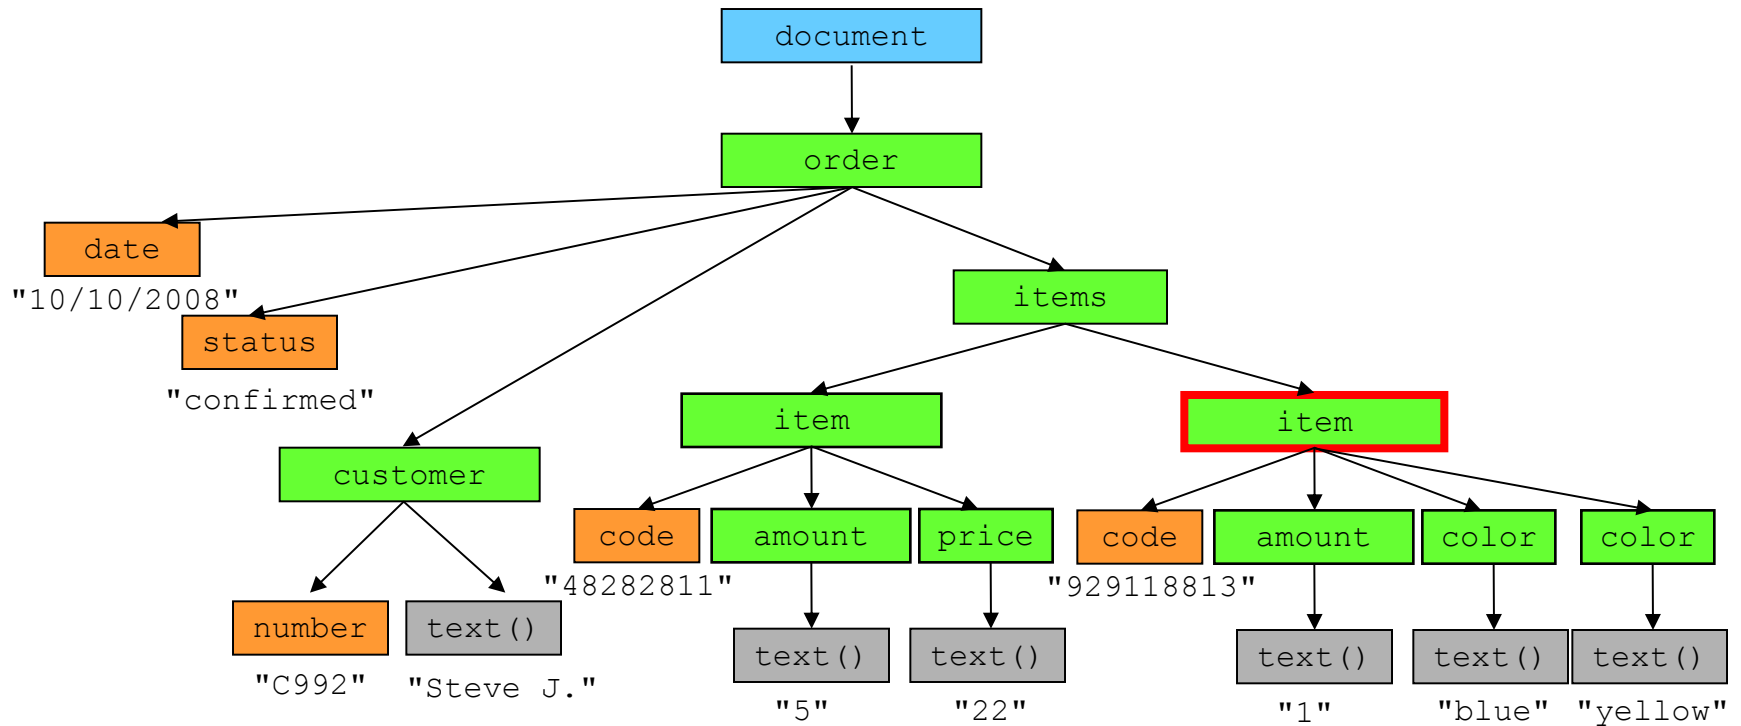 document
order
date
"10/10/2008"
items
status
"confirmed"
item
item
customer
code
amount
price
code
amount
color
color
"48282811"
"929118813"
number
text()
text()
text()
text()
text()
text()
"C992"
"Steve J."
"5"
"22"
"1"
"blue"
"yellow"